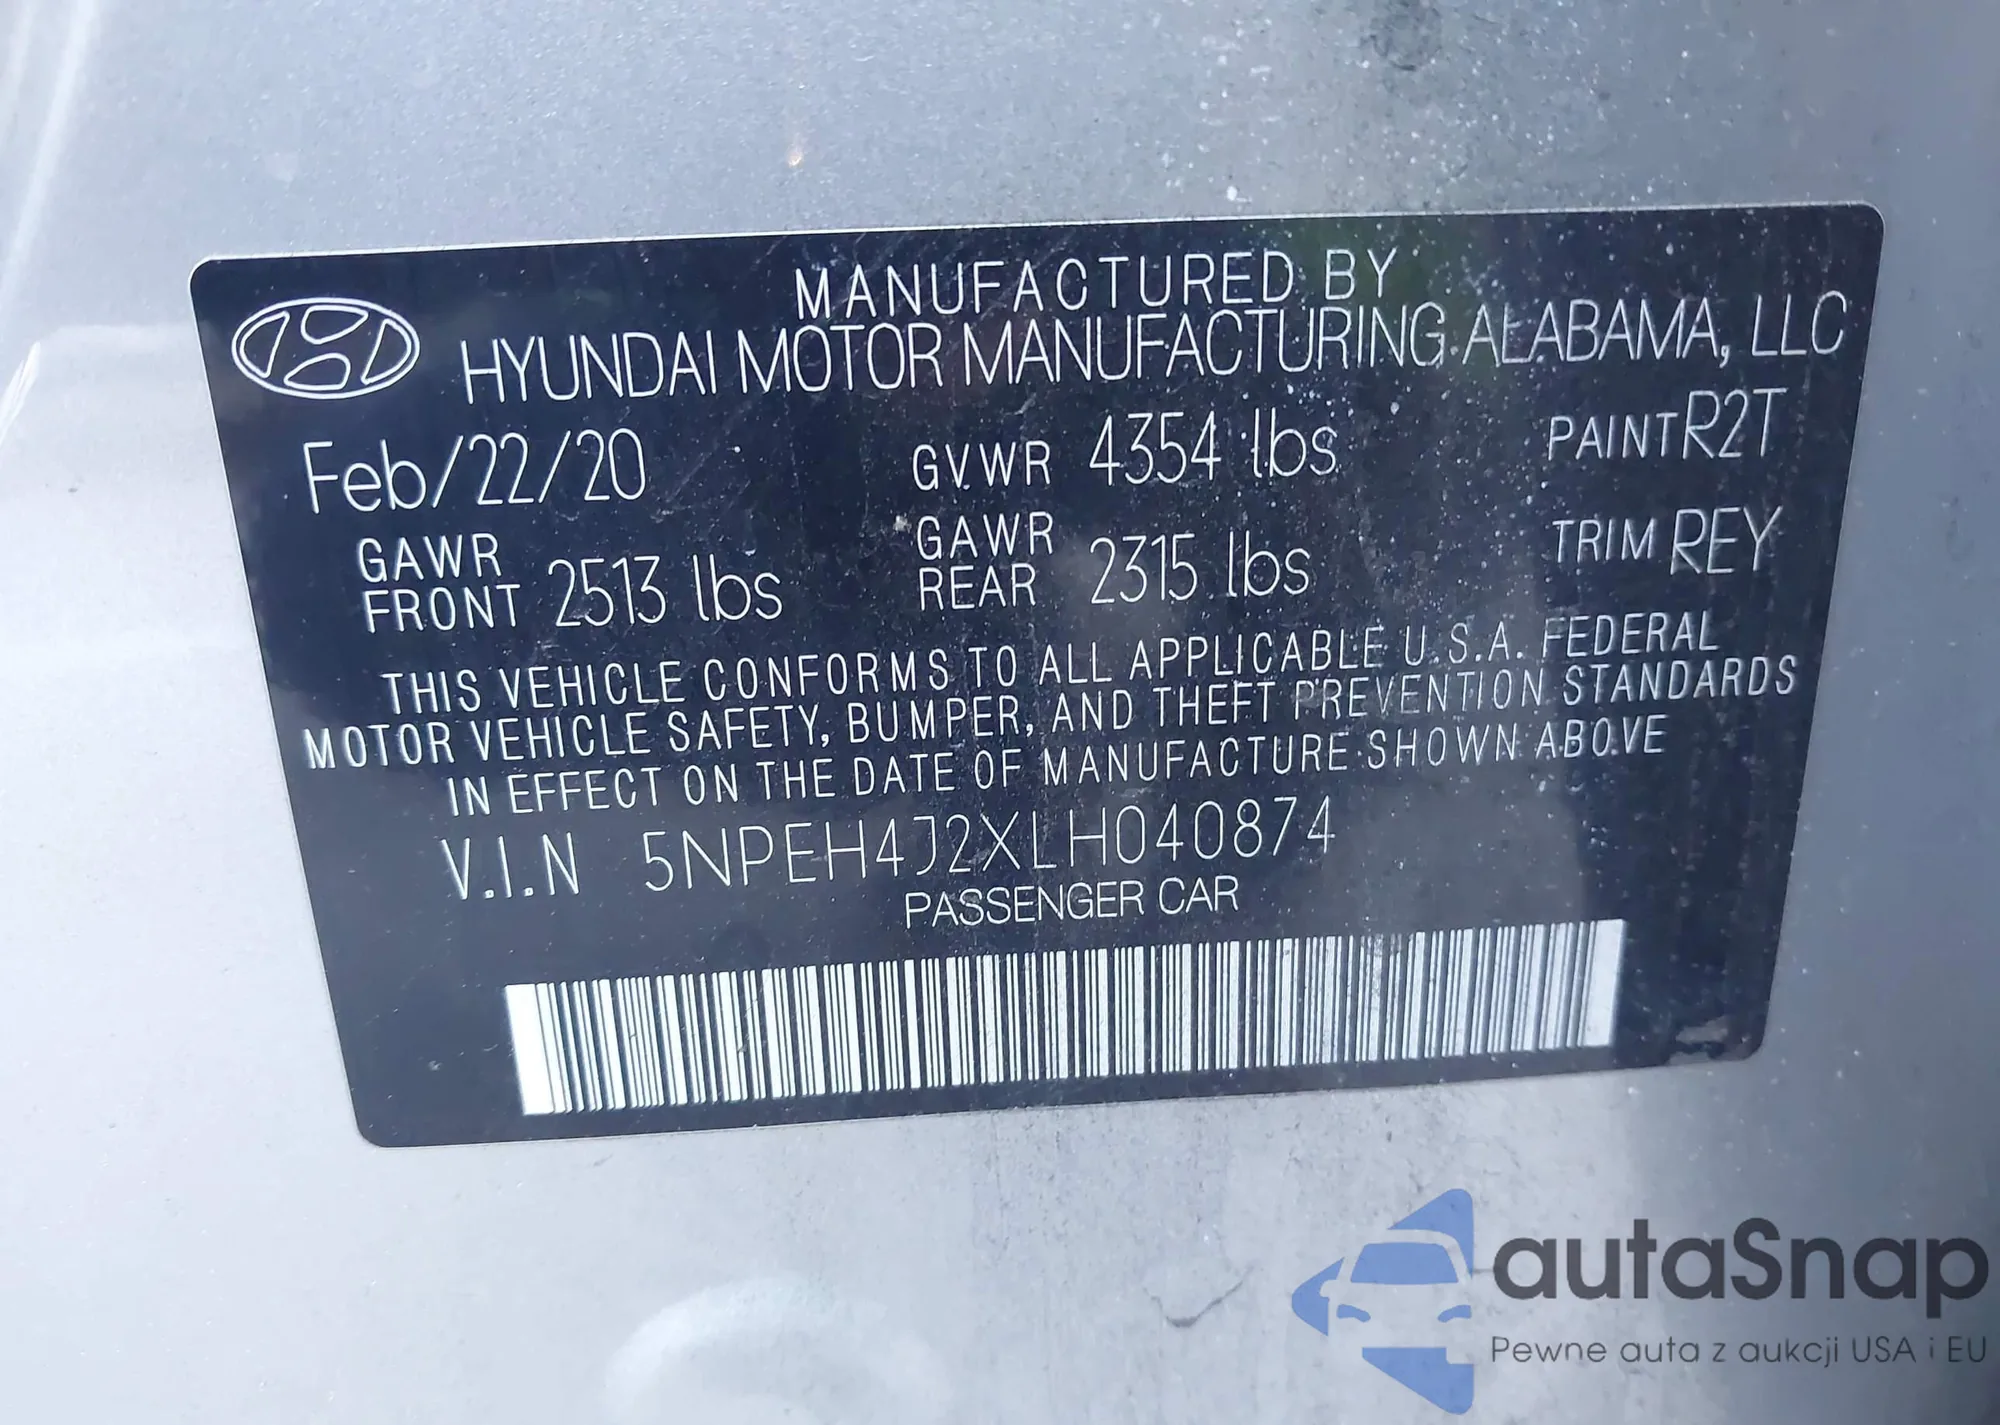 MANUFACTURED BY
HYUNDAI MOTOR MANUFACTURING ALABAMA, LLC
Feb/22/20 GVWR 4354 lbs PAINT R2T
GAWR FRONT 2513 lbs GAWR REAR 2315 lbs TRIM REY
THIS VEHICLE CONFORMS TO ALL APPLICABLE U.S.A. FEDERAL
MOTOR VEHICLE SAFETY, BUMPER, AND THEFT PREVENTION STANDARDS
IN EFFECT ON THE DATE OF MANUFACTURE SHOWN ABOVE
V.I.N 5NPEH4J2XLH040874
PASSENGER CAR
autaSnap
Pewne auta z aukcji USA i EU